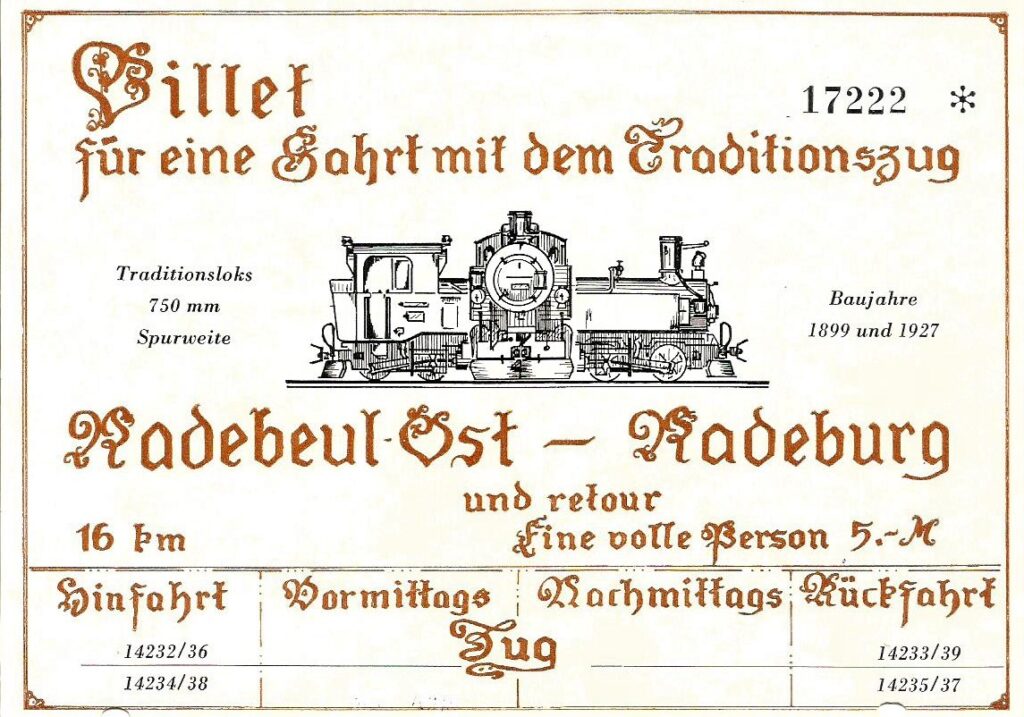 Billet
17222 *
für eine Fahrt mit dem Traditionszug
Traditionsloks
750 mm
Spurweite
Baujahre
1899 und 1927
Radebeul-Ost — Radeburg
und retour
16 km
Eine volle Person 5.-M
Hinfahrt Vormittags Nachmittags Rückfahrt
Zug
14232/36 14233/39
14234/38 14235/37